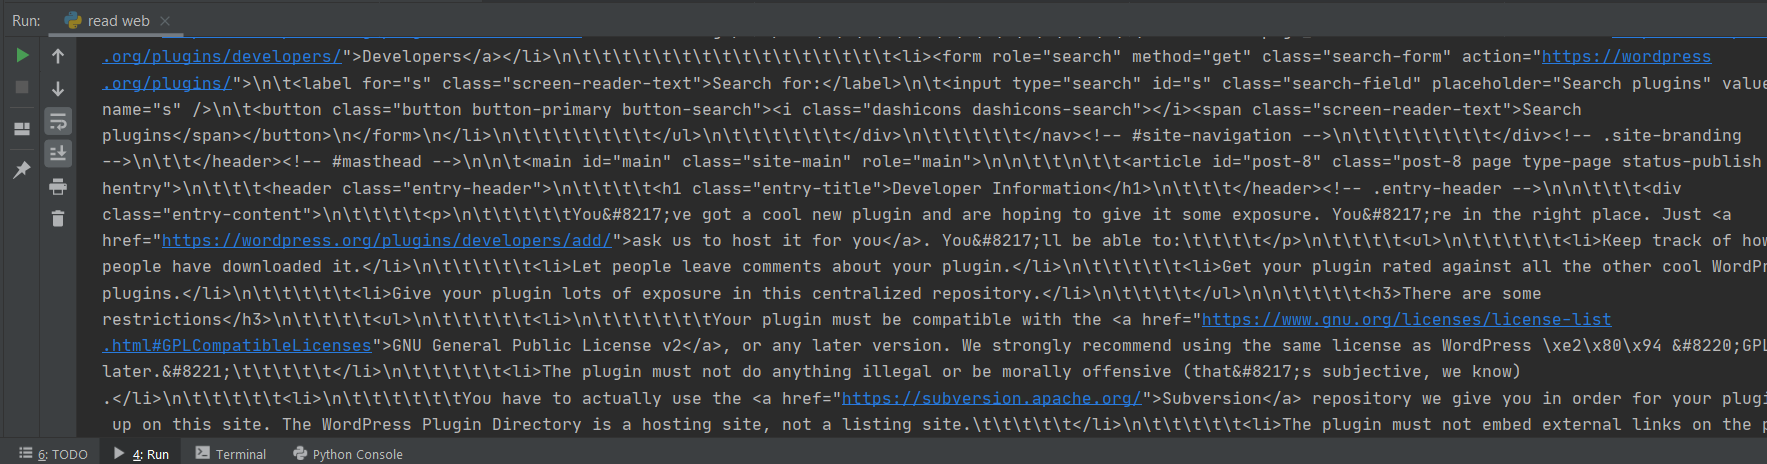 Run: read web
.org/plugins/developers/">Developers</a></li>\n\t\t\t\t\t\t\t\t\t\t\t\t\t\t\t\t\t<li><form role="search" method="get" class="search-form" action="https://wordpress
.org/plugins/">\n\t<label for="s" class="screen-reader-text">Search for:</label>\n\t<input type="search" id="s" class="search-field" placeholder="Search plugins" value
name="s" />\n\t<button class="button button-primary button-search"><i class="dashicons dashicons-search"></i><span class="screen-reader-text">Search
plugins</span></button>\n</form>\n</li>\n\t\t\t\t\t\t\t</ul>\n\t\t\t\t\t\t</div>\n\t\t\t\t\t</nav><!-- #site-navigation -->\n\t\t\t\t\t\t\t</div><!-- .site-branding
-->\n\t\t</header><!-- #masthead -->\n\n\t<main id="main" class="site-main" role="main">\n\n\t\n\t\t<article id="post-8" class="post-8 page type-page status-publish
hentry">\n\t\t\t<header class="entry-header">\n\t\t\t\t<h1 class="entry-title">Developer Information</h1>\n\t\t\t</header><!-- .entry-header -->\n\n\t\t\t<div
class="entry-content">\n\t\t\t\t<p>\n\t\t\t\t\tYou&#8217;ve got a cool new plugin and are hoping to give it some exposure. You&#8217;re in the right place. Just <a
href="https://wordpress.org/plugins/developers/add/">ask us to host it for you</a>. You&#8217;ll be able to:\t\t\t\t</p>\n\t\t\t\t<ul>\n\t\t\t\t\t<li>Keep track of how
people have downloaded it.</li>\n\t\t\t\t\t<li>Let people leave comments about your plugin.</li>\n\t\t\t\t\t<li>Get your plugin rated against all the other cool WordPr
plugins.</li>\n\t\t\t\t\t<li>Give your plugin lots of exposure in this centralized repository.</li>\n\t\t\t\t</ul>\n\n\t\t\t\t<h3>There are some
restrictions</h3>\n\t\t\t\t<ul>\n\t\t\t\t\t<li>\n\t\t\t\t\t\tYour plugin must be compatible with the <a href="https://www.gnu.org/licenses/license-list
.html#GPLCompatibleLicenses">GNU General Public License v2</a>, or any later version. We strongly recommend using the same license as WordPress \xe2\x80\x94 &#8220;GPL
later.&#8221;\t\t\t\t\t</li>\n\t\t\t\t\t<li>The plugin must not do anything illegal or be morally offensive (that&#8217;s subjective, we know)
.</li>\n\t\t\t\t\t<li>\n\t\t\t\t\t\tYou have to actually use the <a href="https://subversion.apache.org/">Subversion</a> repository we give you in order for your plugi
up on this site. The WordPress Plugin Directory is a hosting site, not a listing site.\t\t\t\t\t</li>\n\t\t\t\t\t<li>The plugin must not embed external links on the p
6: TODO 4: Run Terminal Python Console